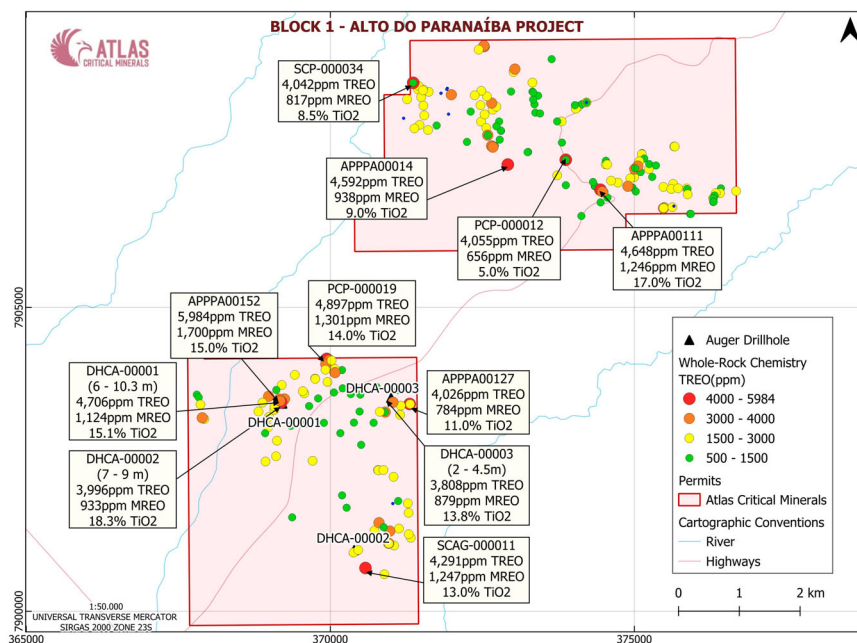 BLOCK 1 - ALTO DO PARANAÍBA PROJECT
ATLAS
CRITICAL MINERALS
SCP-000034
4,042ppm TREO
817ppm MREO
8.5% TiO2
APPPA00014
4,592ppm TREO
938ppm MREO
9.0% TiO2
PCP-000012
4,055ppm TREO
656ppm MREO
5.0% TiO2
APPPA00111
4,648ppm TREO
1,246ppm MREO
17.0% TiO2
7905000
PCP-000019
4,897ppm TREO
1,301ppm MREO
14.0% TiO2
APPPA00152
5,984ppm TREO
1,700ppm MREO
15.0% TiO2
DHCA-00001
(6 - 10.3 m)
4,706ppm TREO
1,124ppm MREO
15.1% TiO2
DHCA-00002
(7 - 9 m)
3,996ppm TREO
933ppm MREO
18.3% TiO2
DHCA-00001
DHCA-00003
DHCA-00002
APPPA00127
4,026ppm TREO
784ppm MREO
11.0% TiO2
DHCA-00003
(2 - 4.5m)
3,808ppm TREO
879ppm MREO
13.8% TiO2
SCAG-000011
4,291ppm TREO
1,247ppm MREO
13.0% TiO2
Auger Drillhole
Whole-Rock Chemistry
TREO(ppm)
4000 - 5984
3000 - 4000
1500 - 3000
500 - 1500
Permits
Atlas Critical Minerals
Cartographic Conventions
River
Highways
0 1 2 km
7900000
1:50.000
UNIVERSAL TRANSVERSE MERCATOR
SIRGAS 2000 ZONE 23S
365000 370000 375000